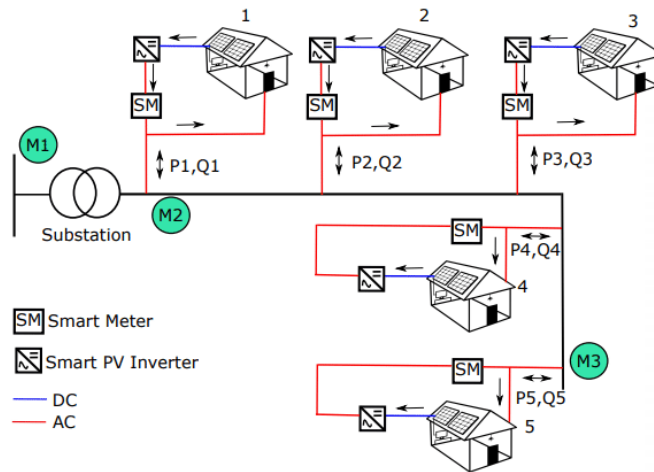 1
2
3
SM
SM
SM
M1
P1,Q1
P2,Q2
P3,Q3
M2
Substation
SM
P4,Q4
4
SM Smart Meter
Smart PV Inverter
SM
M3
P5,Q5
DC
AC
5